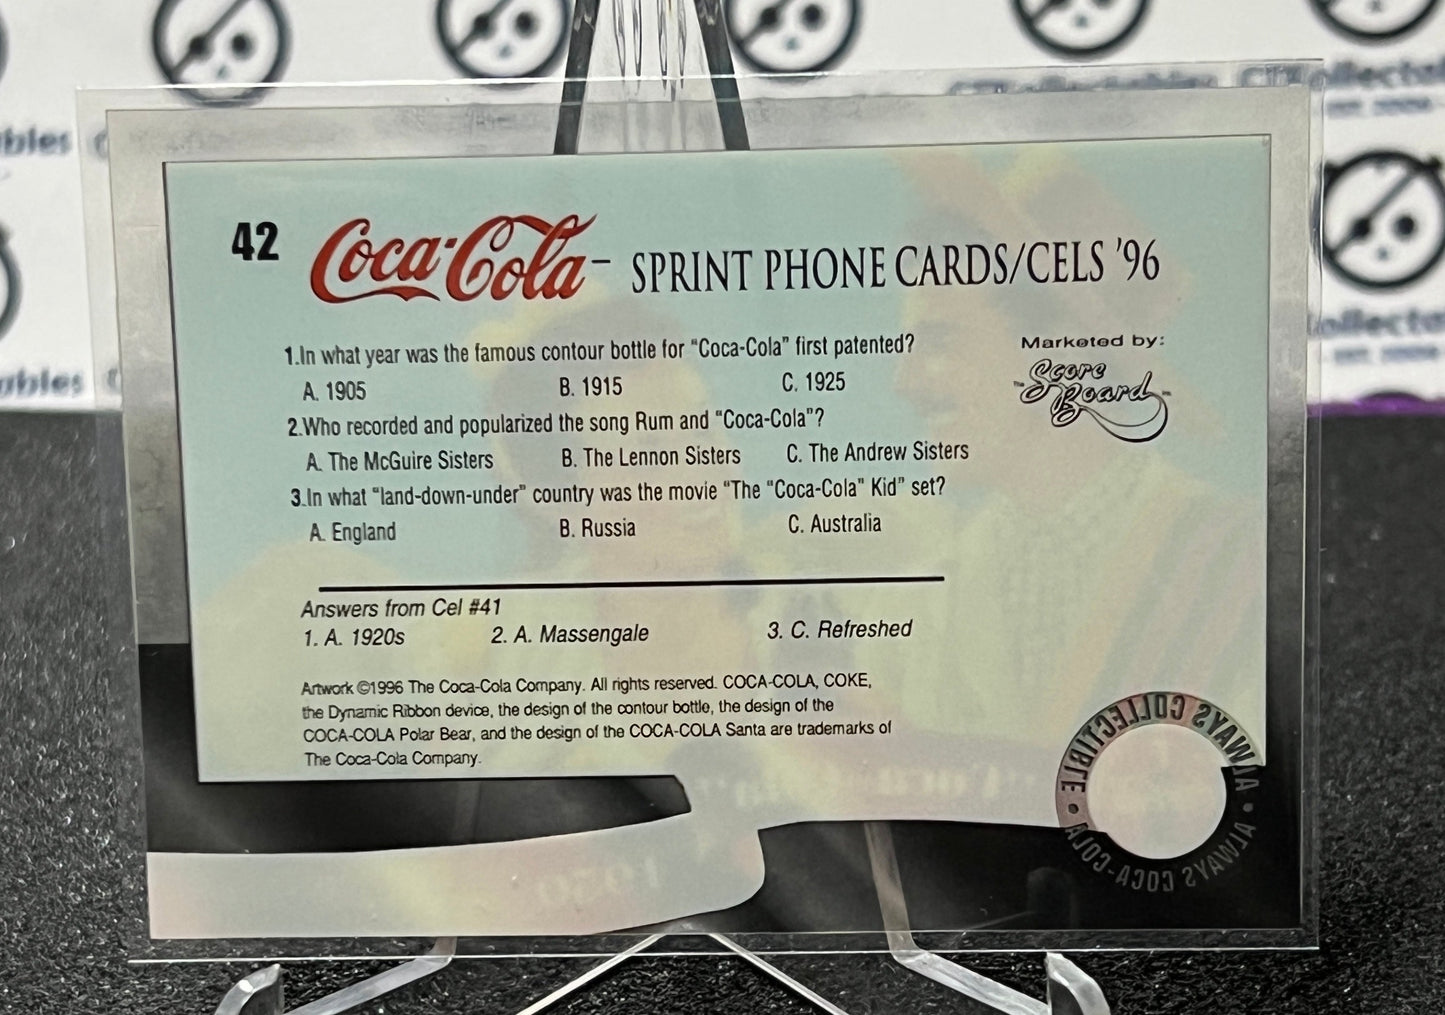 42 Coca-Cola – SPRINT PHONE CARDS/CELS '96
1.In what year was the famous contour bottle for "Coca-Cola" first patented?
A. 1905 B. 1915 C. 1925
2.Who recorded and popularized the song Rum and "Coca-Cola"?
A. The McGuire Sisters B. The Lennon Sisters C. The Andrew Sisters
3.In what "land-down-under" country was the movie "The "Coca-Cola" Kid" set?
A. England B. Russia C. Australia
Marketed by:
Score
Board
Answers from Cel #41
1. A. 1920s 2. A. Massengale 3. C. Refreshed
Artwork ©1996 The Coca-Cola Company. All rights reserved. COCA-COLA, COKE,
the Dynamic Ribbon device, the design of the contour bottle, the design of the
COCA-COLA Polar Bear, and the design of the COCA-COLA Santa are trademarks of
The Coca-Cola Company.
ALWAYS COLLECTIBLE • ALWAYS COCA-COLA •